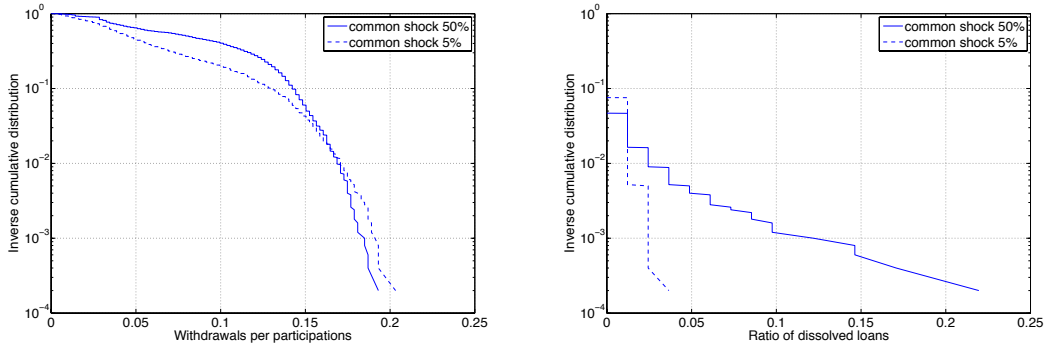 10^0
10^-1
10^-2
10^-3
10^-4
Inverse cumulative distribution
0
0.05
0.1
0.15
0.2
0.25
Withdrawals per participations
common shock 50%
common shock 5%
10^0
10^-1
10^-2
10^-3
10^-4
Inverse cumulative distribution
0
0.05
0.1
0.15
0.2
0.25
Ratio of dissolved loans
common shock 50%
common shock 5%